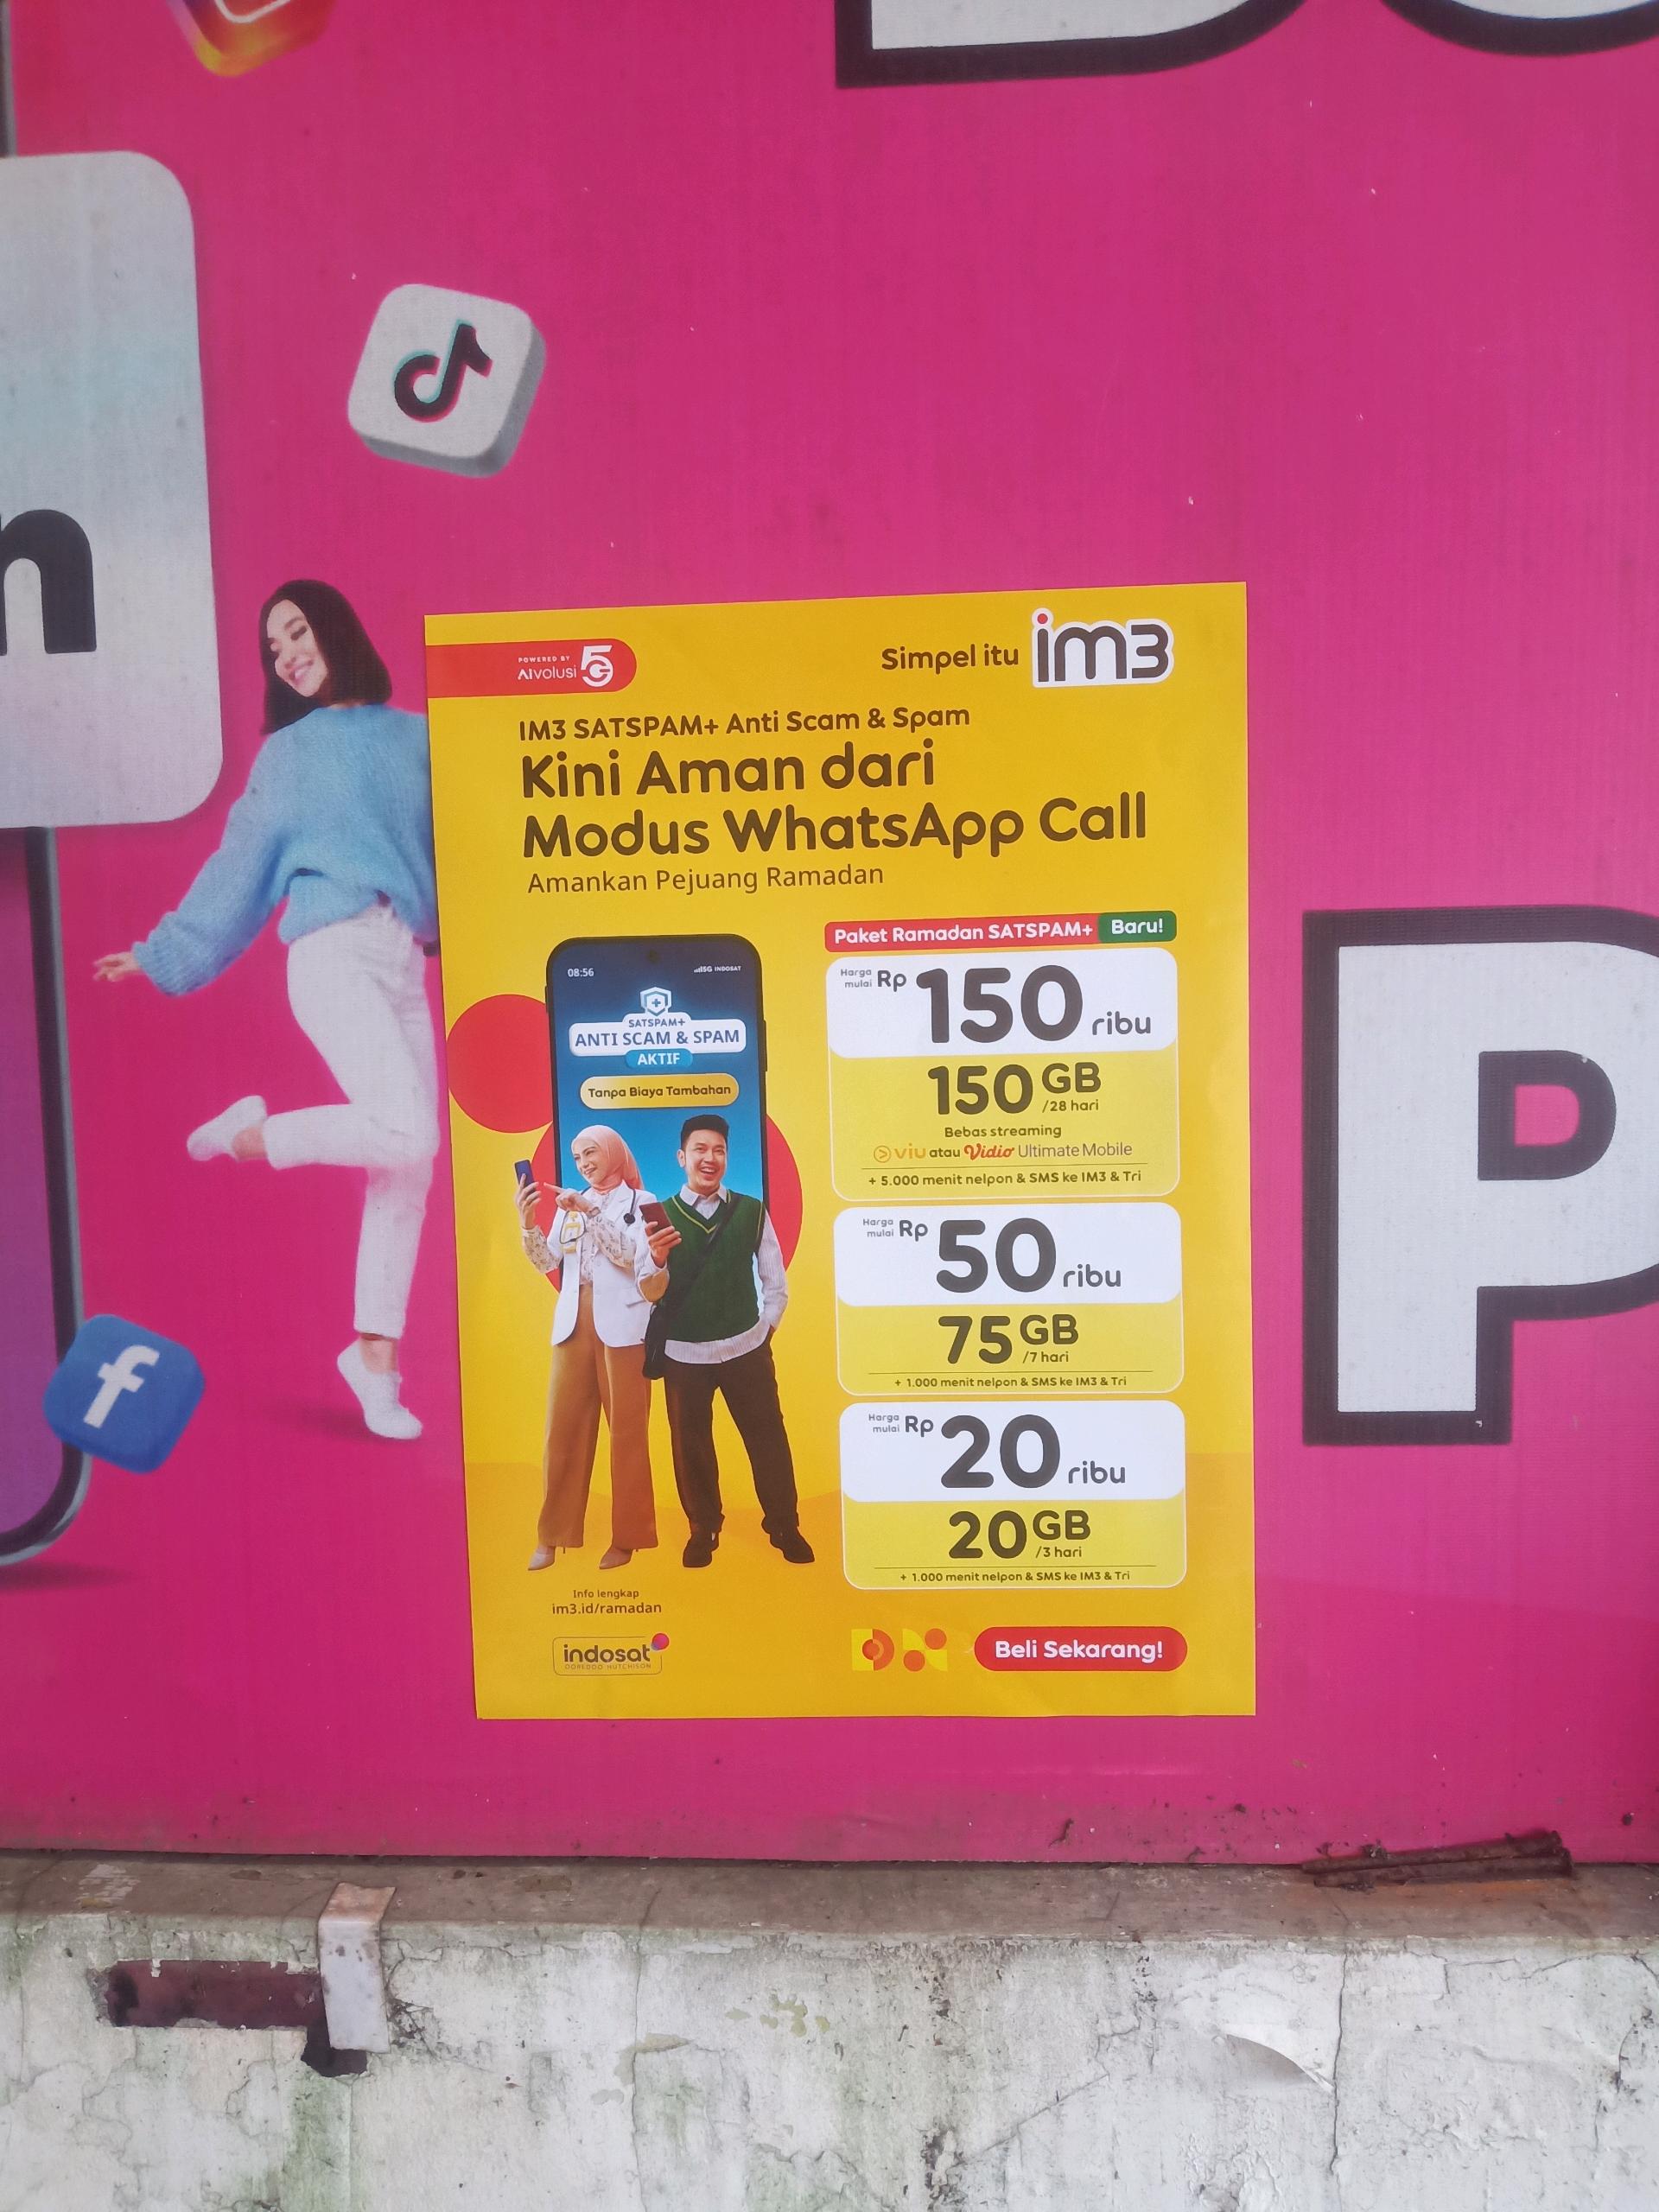 POWERED BY
AIvolusi 5G
Simpel itu im3
IM3 SATSPAM+ Anti Scam & Spam
Kini Aman dari
Modus WhatsApp Call
Amankan Pejuang Ramadan
08:56
5G INDOSAT
SATSPAM+
ANTI SCAM & SPAM
AKTIF
Tanpa Biaya Tambahan
Paket Ramadan SATSPAM+ Baru!
Harga mulai Rp 150 ribu
150 GB /28 hari
Bebas streaming
viu atau Vidio Ultimate Mobile
+ 5.000 menit nelpon & SMS ke IM3 & Tri
Harga mulai Rp 50 ribu
75 GB /7 hari
+ 1.000 menit nelpon & SMS ke IM3 & Tri
Harga mulai Rp 20 ribu
20 GB /3 hari
+ 1.000 menit nelpon & SMS ke IM3 & Tri
Info lengkap
im3.id/ramadan
indosat
OOREDOO HUTCHISON
Beli Sekarang!
n
P
f